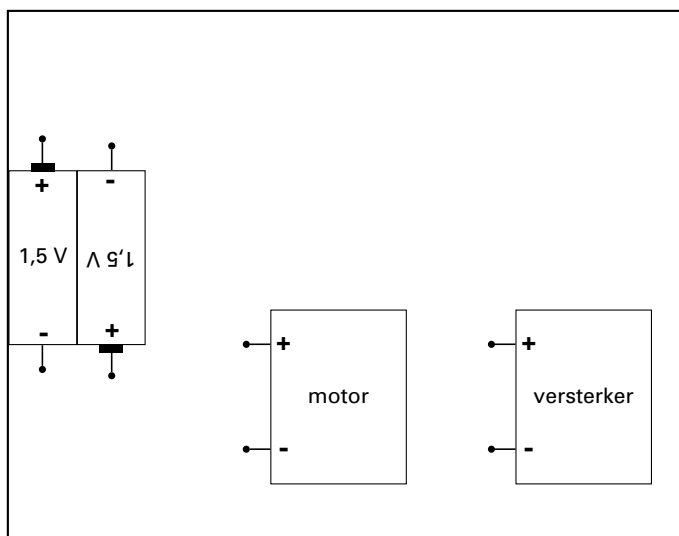 +
-
1,5 V
1,5 V
-
+
+
-
motor
+
-
versterker